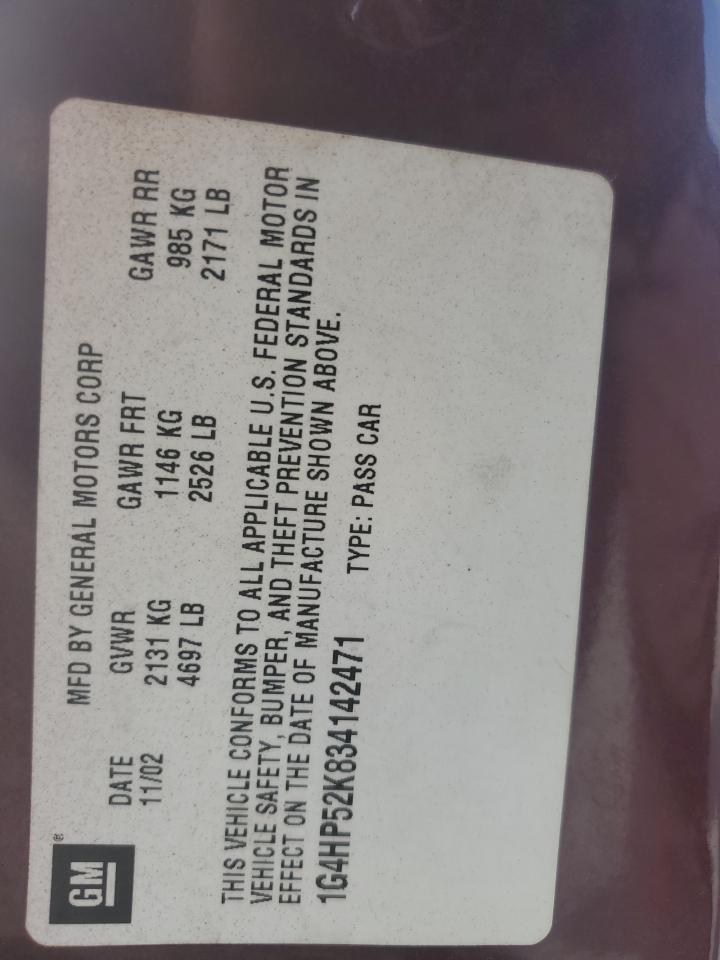 GM®
MFD BY GENERAL MOTORS CORP
DATE GVWR GAWR FRT GAWR RR
11/02 2131 KG 1146 KG 985 KG
4697 LB 2526 LB 2171 LB
THIS VEHICLE CONFORMS TO ALL APPLICABLE U.S. FEDERAL MOTOR
VEHICLE SAFETY, BUMPER, AND THEFT PREVENTION STANDARDS IN
EFFECT ON THE DATE OF MANUFACTURE SHOWN ABOVE.
1G4HP52K834142471 TYPE: PASS CAR